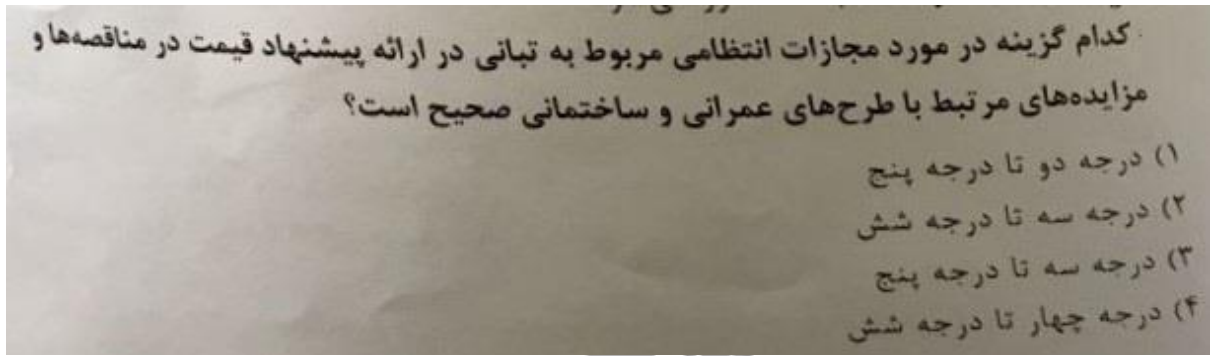 کدام گزینه در مورد مجازات انتظامی مربوط به تبانی در ارائه پیشنهاد قیمت در مناقصه‌ها و
مزایده‌های مرتبط با طرح‌های عمرانی و ساختمانی صحیح است؟
۱) درجه دو تا درجه پنج
۲) درجه سه تا درجه شش
۳) درجه سه تا درجه پنج
۴) درجه چهار تا درجه شش